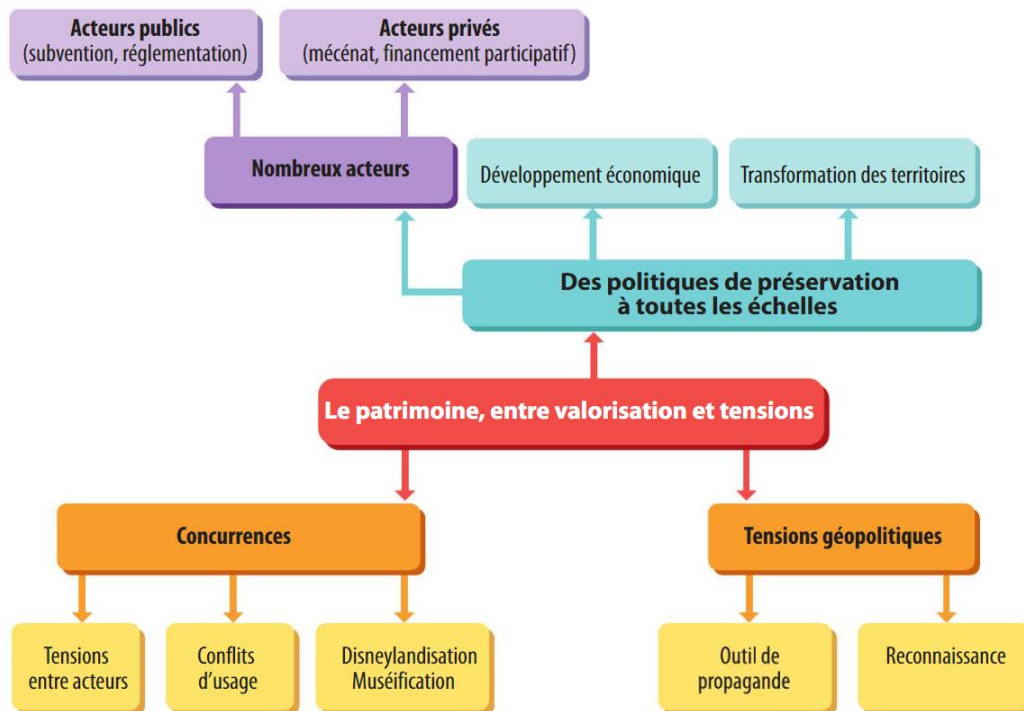 Acteurs publics
(subvention, réglementation)
Acteurs privés
(mécénat, financement participatif)
Nombreux acteurs
Développement économique
Transformation des territoires
Des politiques de préservation
à toutes les échelles
Le patrimoine, entre valorisation et tensions
Concurrences
Tensions géopolitiques
Tensions
entre acteurs
Conflits
d’usage
Disneylandisation
Muséification
Outil de
propagande
Reconnaissance